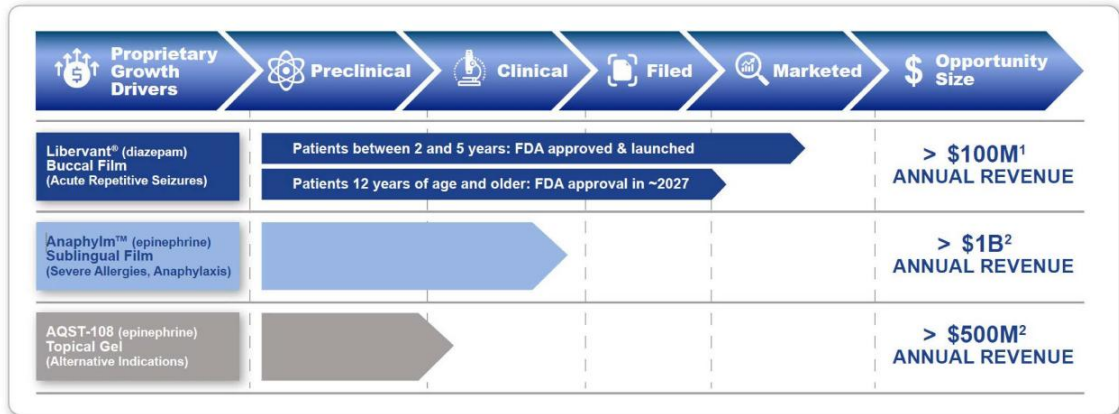 Proprietary
Growth
Drivers
Preclinical
Clinical
Filed
Marketed
$ Opportunity
Size
Libervant® (diazepam)
Buccal Film
(Acute Repetitive Seizures)
Patients between 2 and 5 years: FDA approved & launched
Patients 12 years of age and older: FDA approval in ~2027
> $100M¹
ANNUAL REVENUE
Anaphylm™ (epinephrine)
Sublingual Film
(Severe Allergies, Anaphylaxis)
> $1B²
ANNUAL REVENUE
AQST-108 (epinephrine)
Topical Gel
(Alternative Indications)
> $500M²
ANNUAL REVENUE